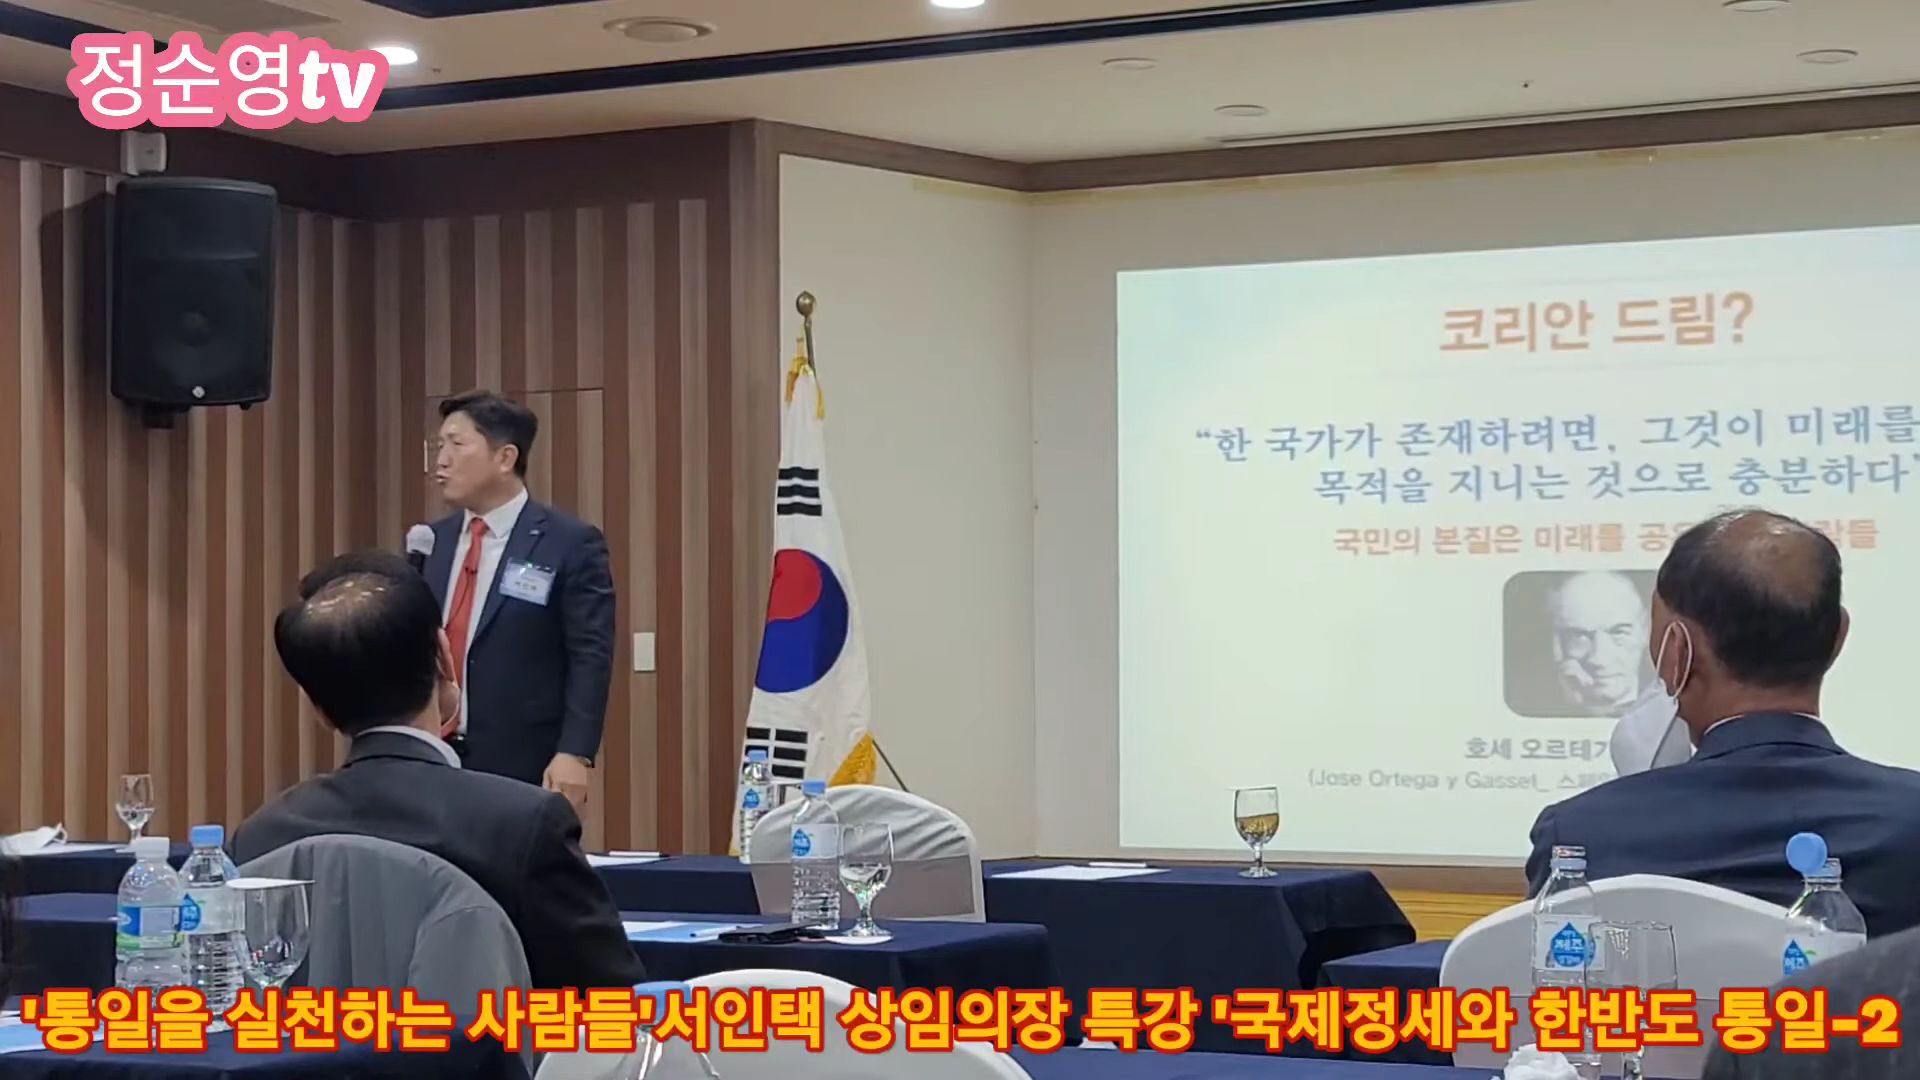 정순영tv
코리안 드림?
“한 국가가 존재하려면, 그것이 미래를
목적을 지니는 것으로 충분하다”
국민의 본질은 미래를
호세 오르테가
(Jose Ortega y Gasset_
'통일을 실천하는 사람들'서인택 상임의장 특강 '국제정세와 한반도 통일-2